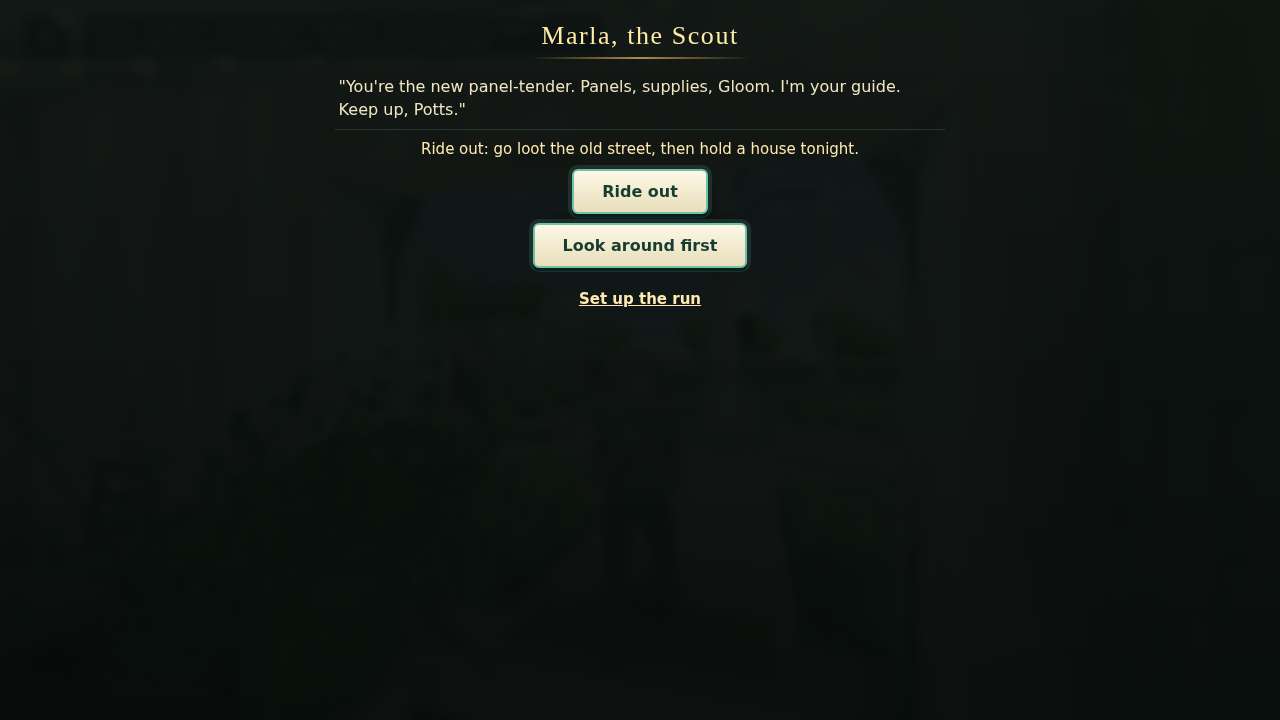 Marla, the Scout
"You're the new panel-tender. Panels, supplies, Gloom. I'm your guide.
Keep up, Potts."
Ride out: go loot the old street, then hold a house tonight.
Ride out
Look around first
Set up the run